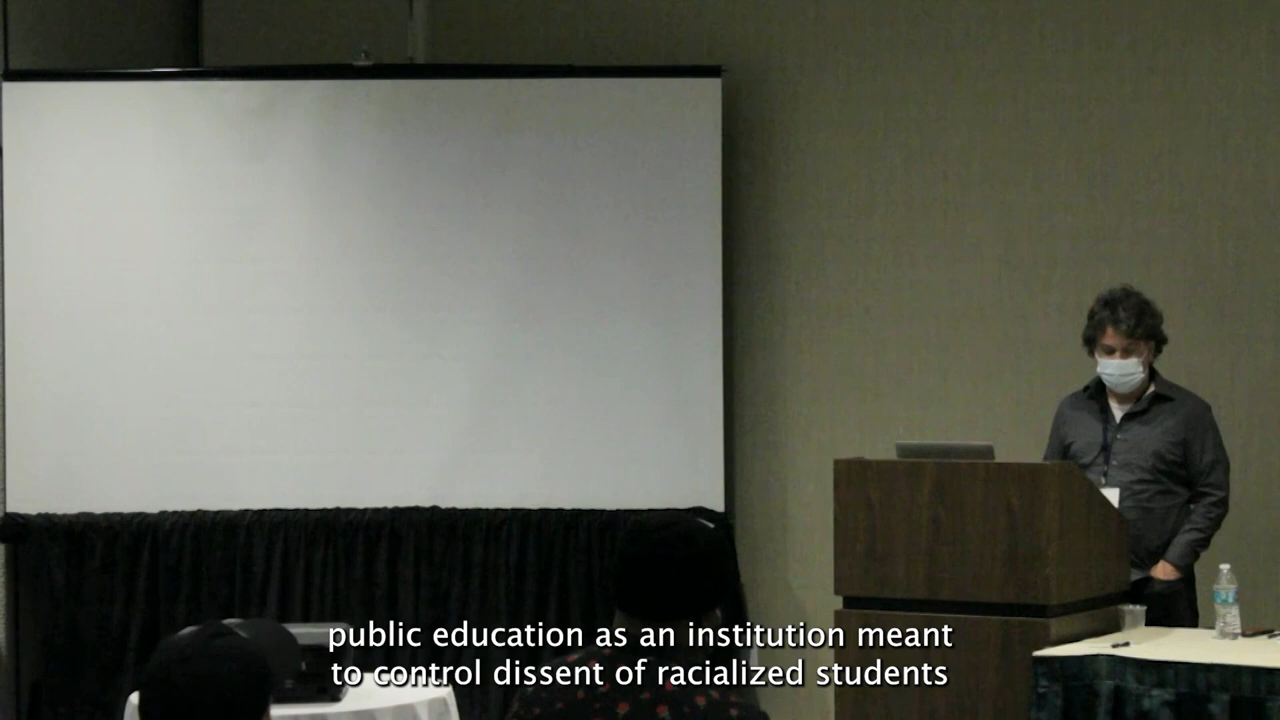 public education as an institution meant
to control dissent of racialized students